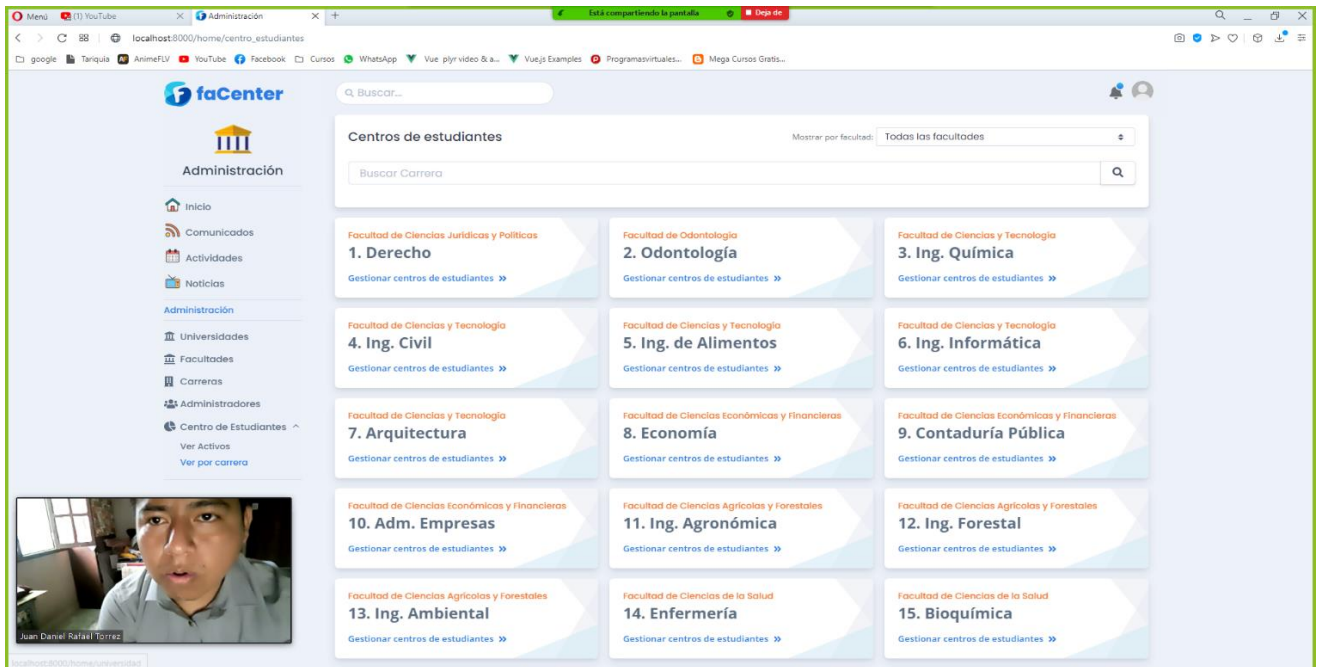 Menú
(1) YouTube
Administración
Está compartiendo la pantalla
Deja de
localhost:8000/home/centro_estudiantes
google
Tariquia
AnimeFLV
YouTube
Facebook
Cursos
WhatsApp
Vue plyr video & a...
Vue.js Examples
Programasvirtuales...
Mega Cursos Gratis...
faCenter
Buscar...
Administración
Inicio
Comunicados
Actividades
Noticias
Administración
Universidades
Facultades
Carreras
Administradores
Centro de Estudiantes
Ver Activos
Ver por carrera
Centros de estudiantes
Mostrar por facultad:
Todas las facultades
Buscar Carrera
Facultad de Ciencias Jurídicas y Políticas
1. Derecho
Gestionar centros de estudiantes »
Facultad de Odontología
2. Odontología
Gestionar centros de estudiantes »
Facultad de Ciencias y Tecnología
3. Ing. Química
Gestionar centros de estudiantes »
Facultad de Ciencias y Tecnología
4. Ing. Civil
Gestionar centros de estudiantes »
Facultad de Ciencias y Tecnología
5. Ing. de Alimentos
Gestionar centros de estudiantes »
Facultad de Ciencias y Tecnología
6. Ing. Informática
Gestionar centros de estudiantes »
Facultad de Ciencias y Tecnología
7. Arquitectura
Gestionar centros de estudiantes »
Facultad de Ciencias Económicas y Financieras
8. Economía
Gestionar centros de estudiantes »
Facultad de Ciencias Económicas y Financieras
9. Contaduría Pública
Gestionar centros de estudiantes »
Facultad de Ciencias Económicas y Financieras
10. Adm. Empresas
Gestionar centros de estudiantes »
Facultad de Ciencias Agrícolas y Forestales
11. Ing. Agronómica
Gestionar centros de estudiantes »
Facultad de Ciencias Agrícolas y Forestales
12. Ing. Forestal
Gestionar centros de estudiantes »
Facultad de Ciencias Agrícolas y Forestales
13. Ing. Ambiental
Gestionar centros de estudiantes »
Facultad de Ciencias de la Salud
14. Enfermería
Gestionar centros de estudiantes »
Facultad de Ciencias de la Salud
15. Bioquímica
Gestionar centros de estudiantes »
Juan Daniel Rafael Torrez
localhost:8000/home/universidad